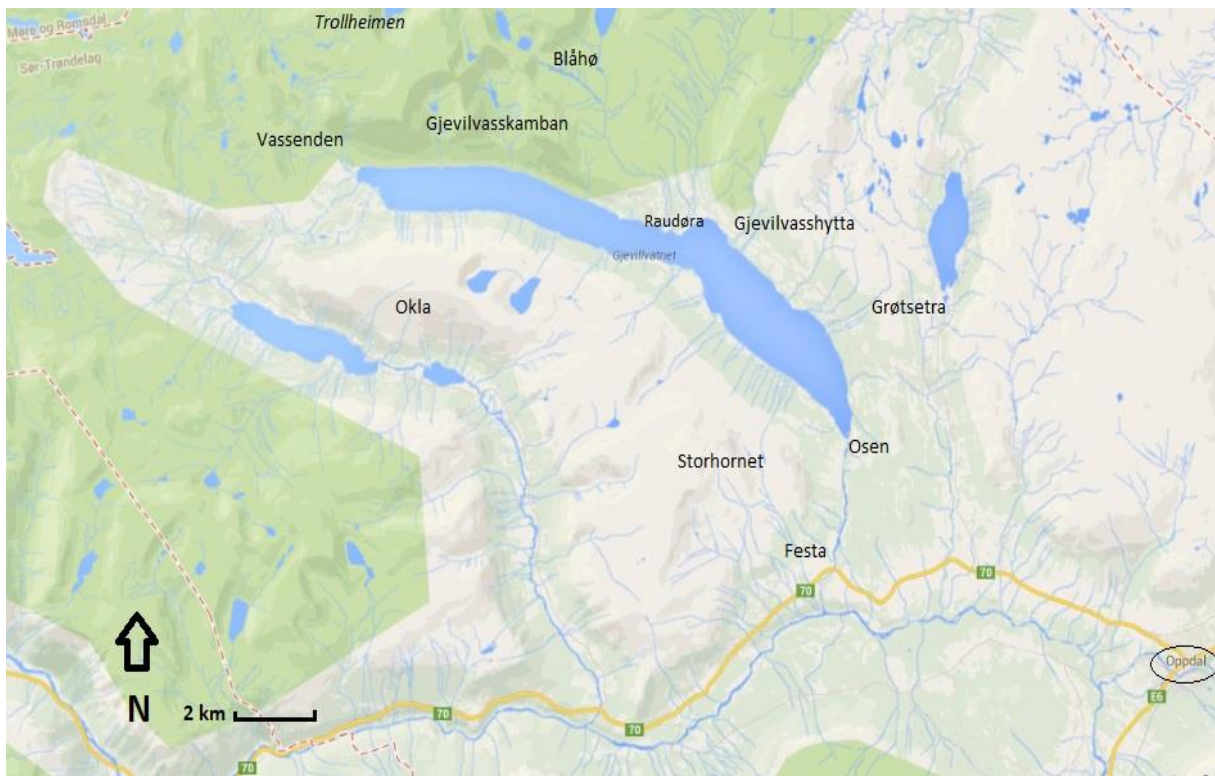 Trollheimen
Møre og Romsdal
Sør-Trøndelag
Blåhø
Gjevilvasskamban
Vassenden
Raudøra
Gjevilvasshytta
Gjevillvatnet
Okla
Grøtsetra
Osen
Storhornet
Festa
70
70
Oppdal
E6
N
2 km
70
70
70